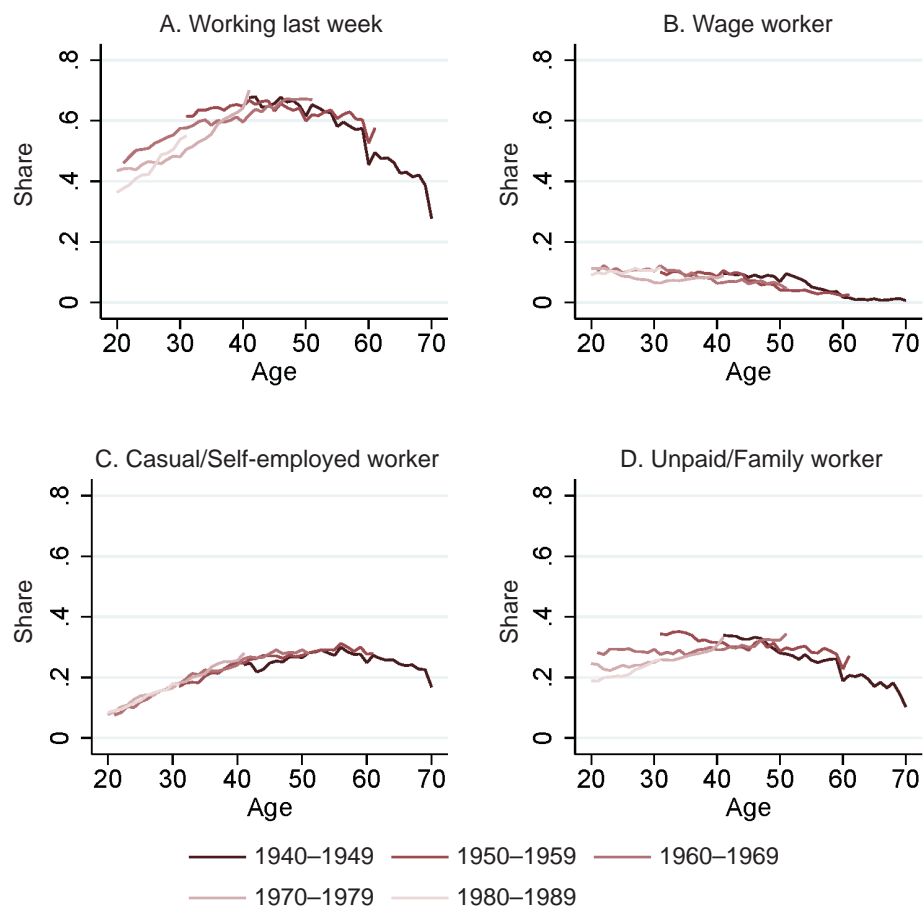 A. Working last week
B. Wage worker
.8
.6
.4
.2
0
Share
20 30 40 50 60 70
Age
.8
.6
.4
.2
0
Share
20 30 40 50 60 70
Age
C. Casual/Self-employed worker
D. Unpaid/Family worker
.8
.6
.4
.2
0
Share
20 30 40 50 60 70
Age
.8
.6
.4
.2
0
Share
20 30 40 50 60 70
Age
1940–1949 1950–1959 1960–1969
1970–1979 1980–1989